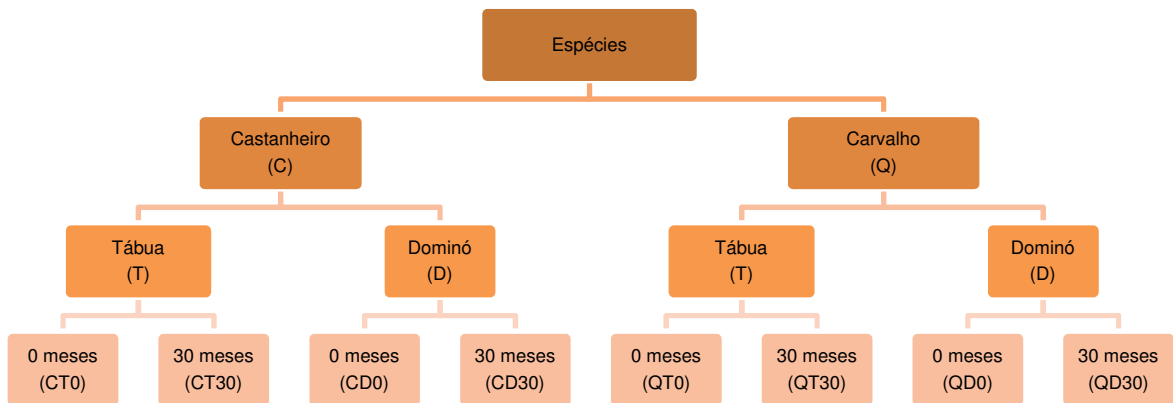 Espécies
Castanheiro
(C)
Carvalho
(Q)
Tábua
(T)
Dominó
(D)
Tábua
(T)
Dominó
(D)
0 meses
(CT0)
30 meses
(CT30)
0 meses
(CD0)
30 meses
(CD30)
0 meses
(QT0)
30 meses
(QT30)
0 meses
(QD0)
30 meses
(QD30)